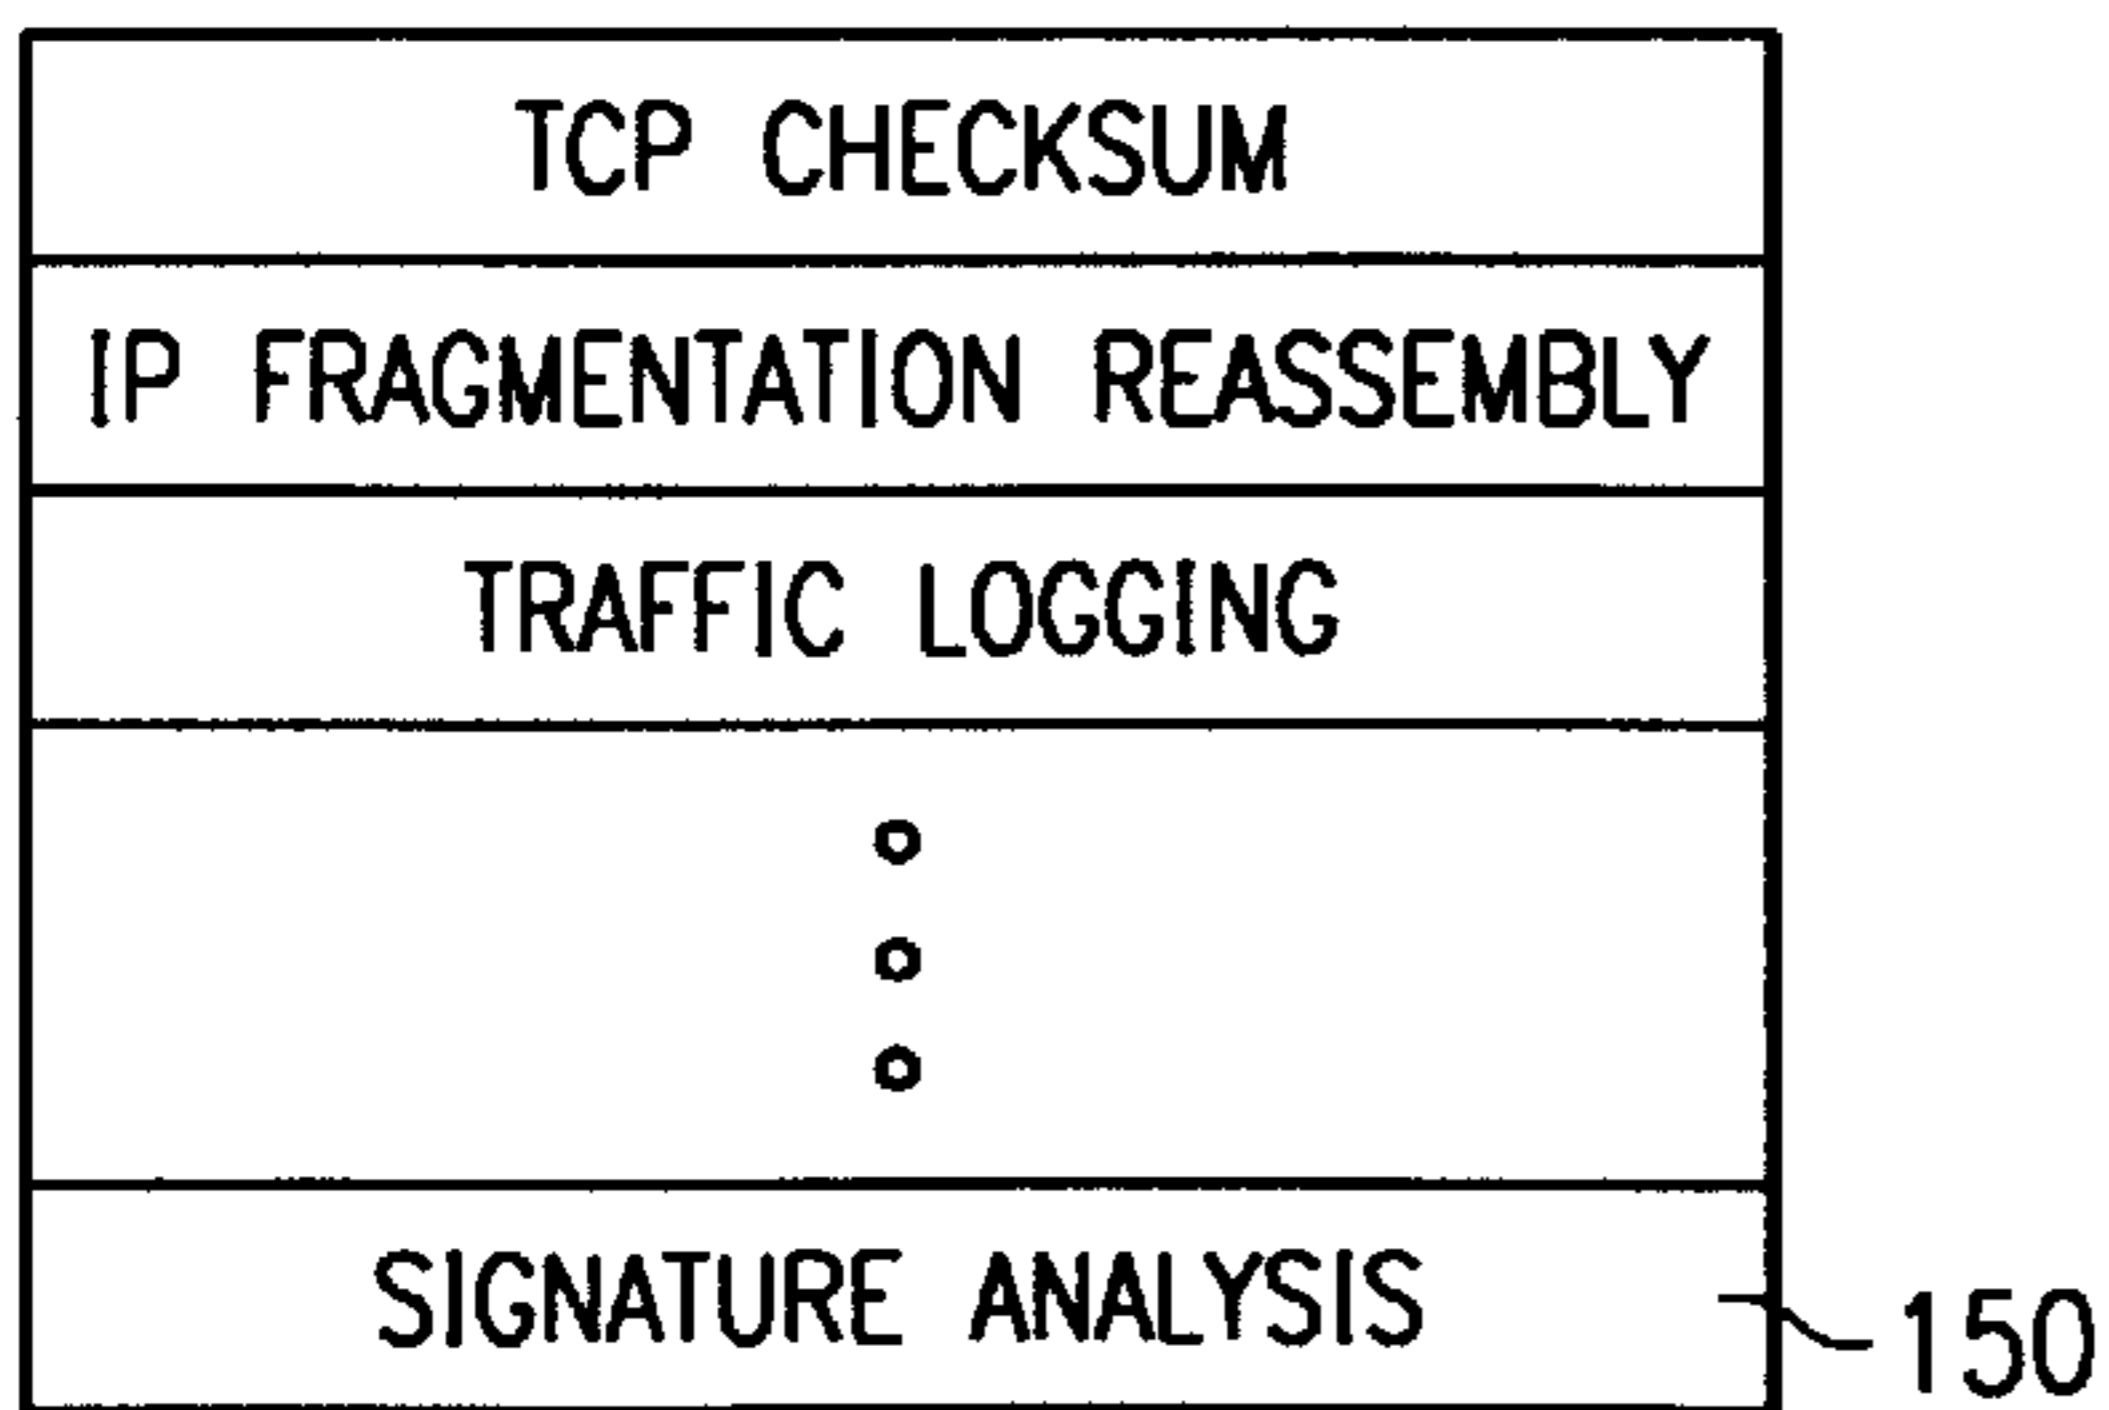 TCP CHECKSUM
IP FRAGMENTATION REASSEMBLY
TRAFFIC LOGGING
SIGNATURE ANALYSIS
150